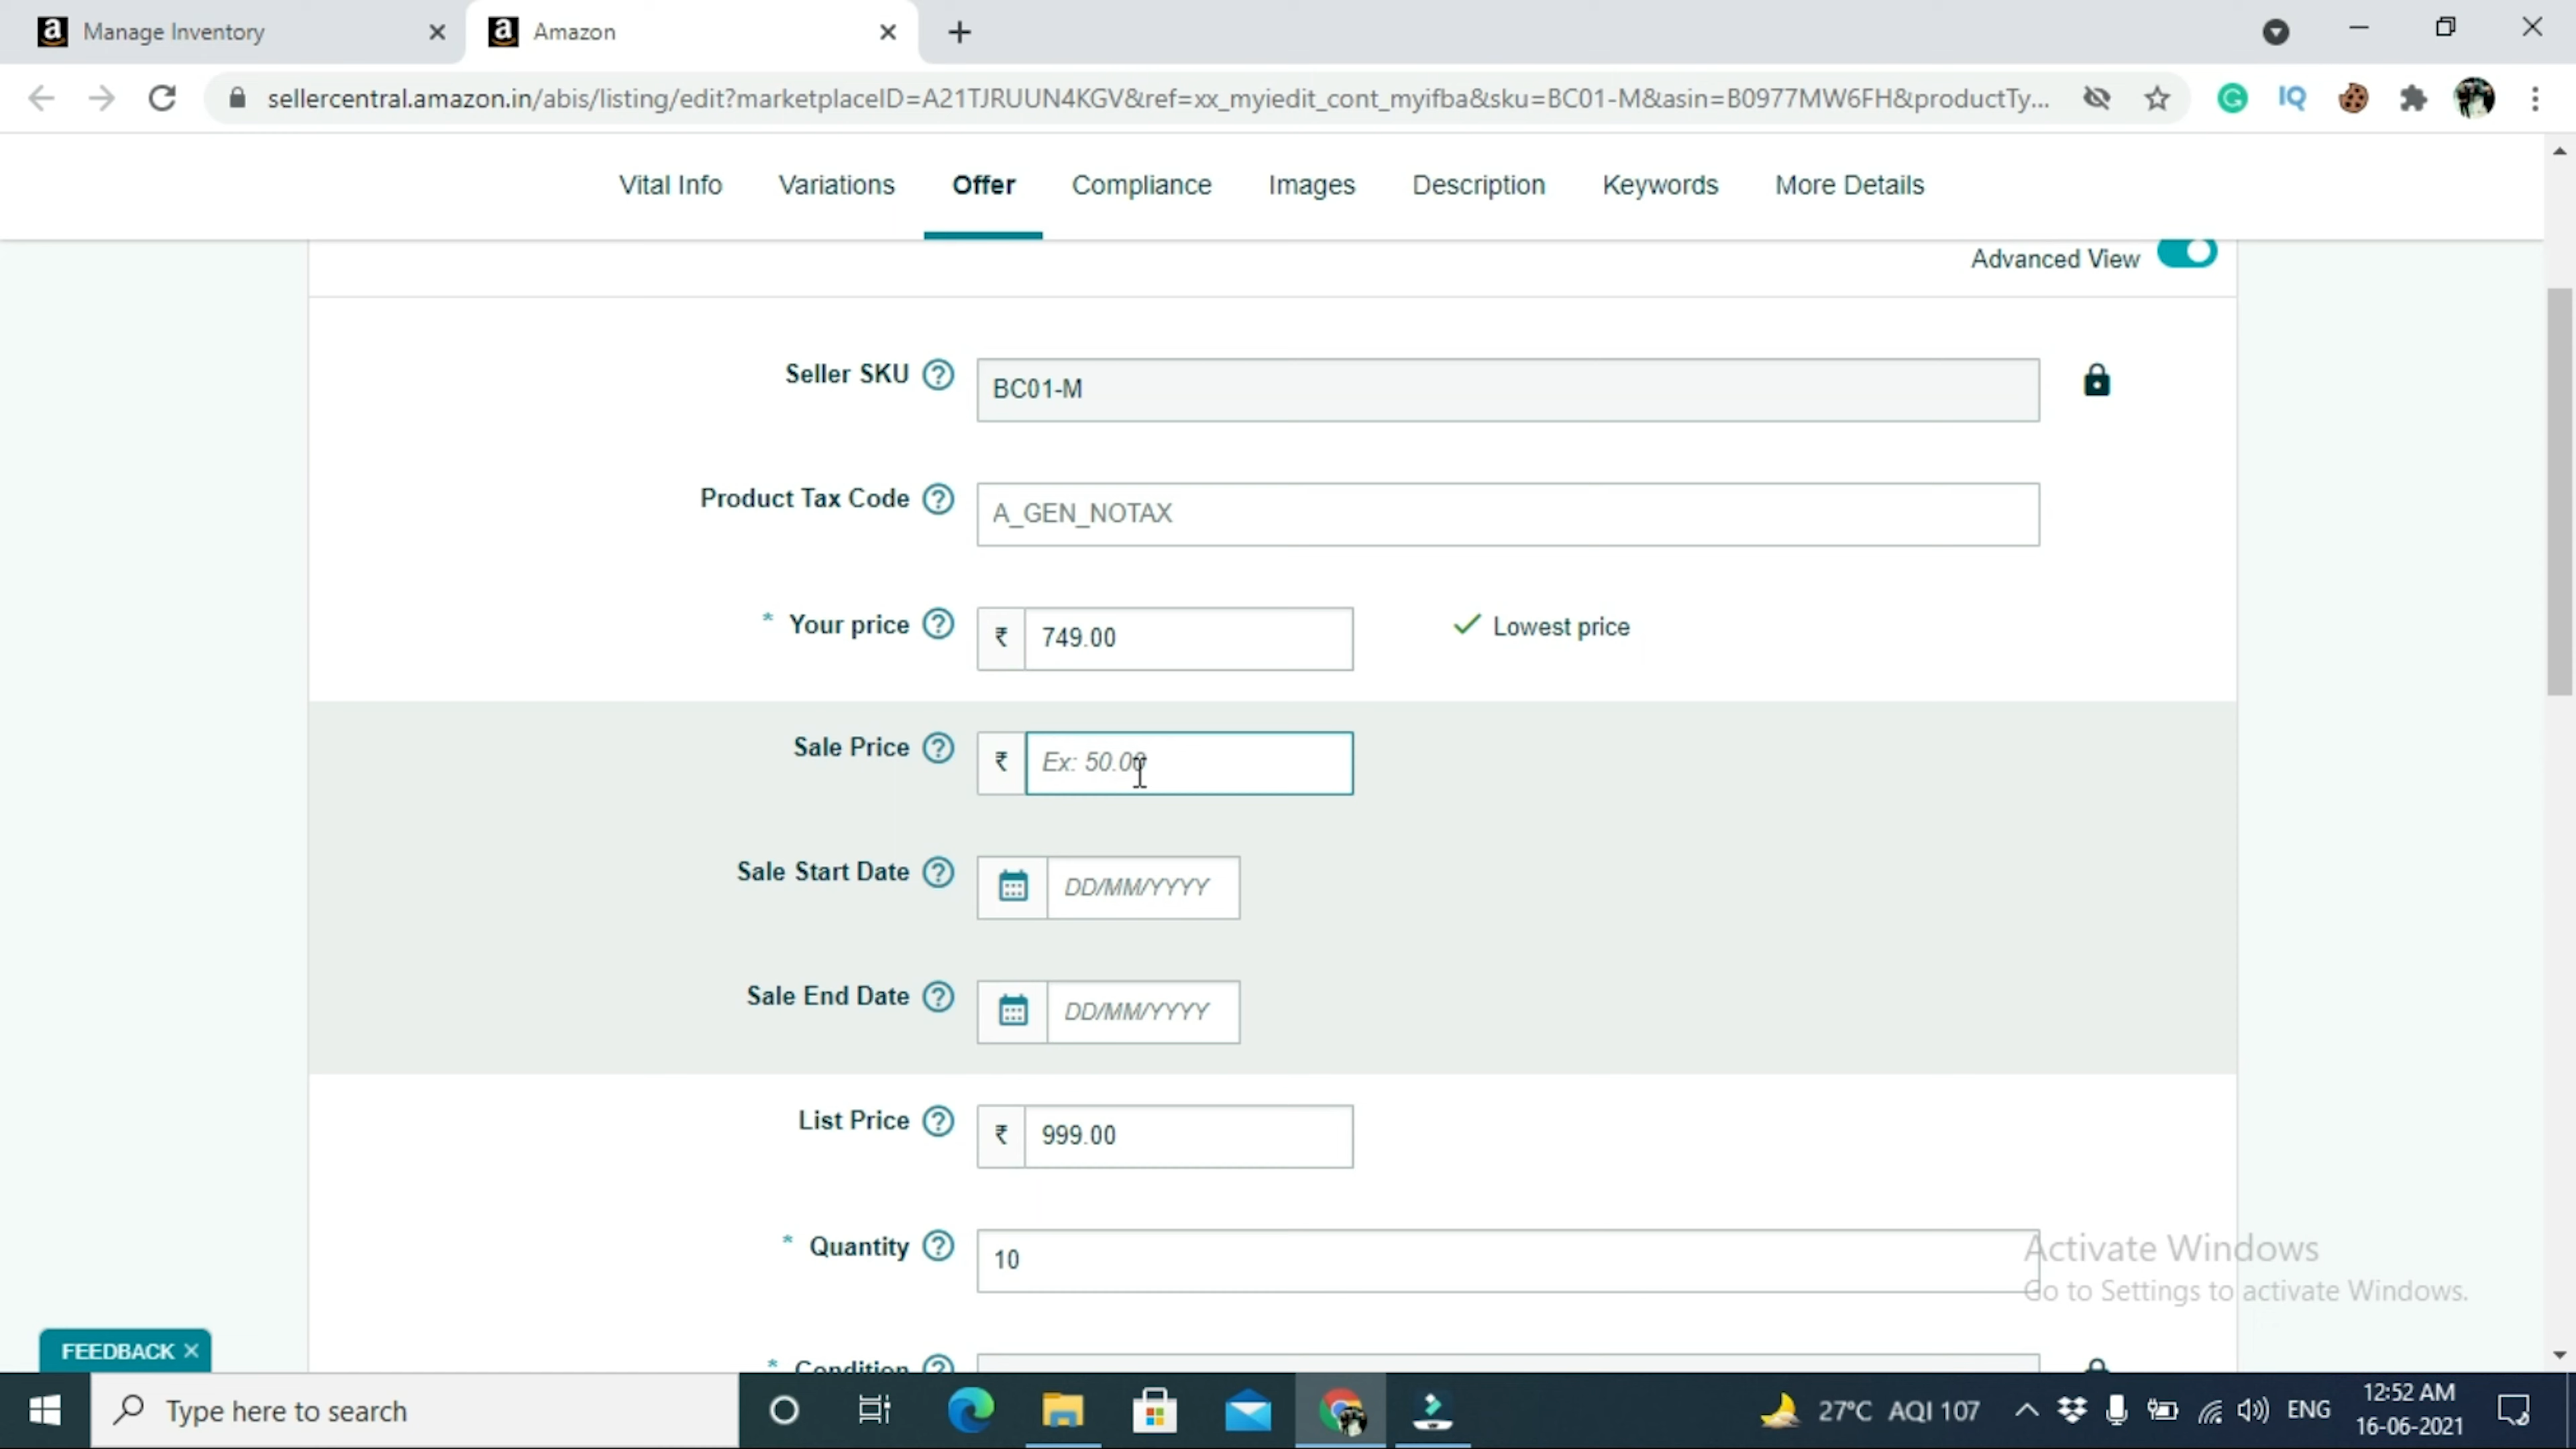 Manage Inventory
Amazon
sellercentral.amazon.in/abis/listing/edit?marketplaceID=A21TJRUUN4KGV&ref=xx_myiedit_cont_myifba&sku=BC01-M&asin=B0977MW6FH&productTy...
IQ
Vital Info Variations Offer Compliance Images Description Keywords More Details
Advanced View
Seller SKU ? BC01-M
Product Tax Code ? A_GEN_NOTAX
* Your price ? ₹ 749.00 Lowest price
Sale Price ? ₹ Ex: 50.00
Sale Start Date ? DD/MM/YYYY
Sale End Date ? DD/MM/YYYY
List Price ? ₹ 999.00
* Quantity ? 10
Activate Windows
Go to Settings to activate Windows.
* Condition ?
FEEDBACK ×
Type here to search
27°C AQI 107
ENG
12:52 AM
16-06-2021